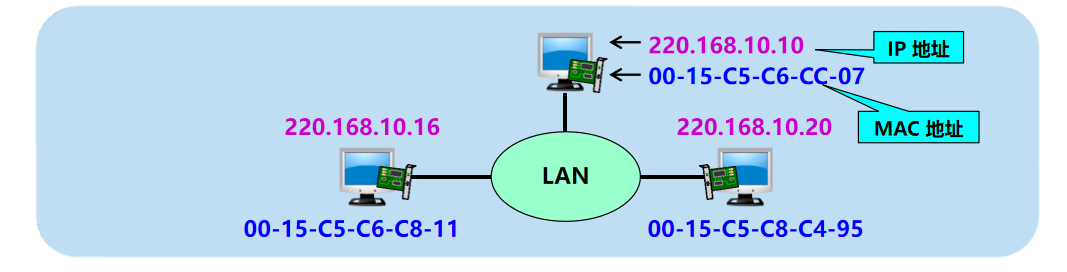 220.168.10.10
IP 地址
00-15-C5-C6-CC-07
MAC 地址
220.168.10.16
220.168.10.20
LAN
00-15-C5-C6-C8-11
00-15-C5-C8-C4-95